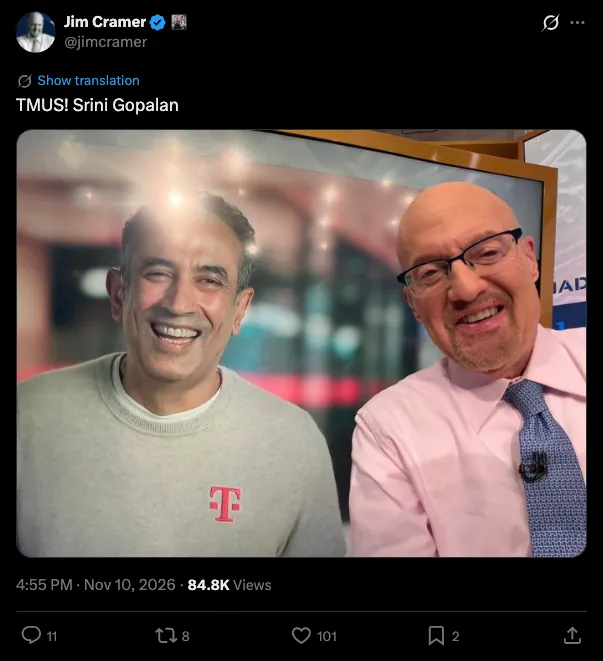 Jim Cramer
@jimcramer
Show translation
TMUS! Srini Gopalan
T
IAD
4:55 PM · Nov 10, 2026 · 84.8K Views
11 8 101 2